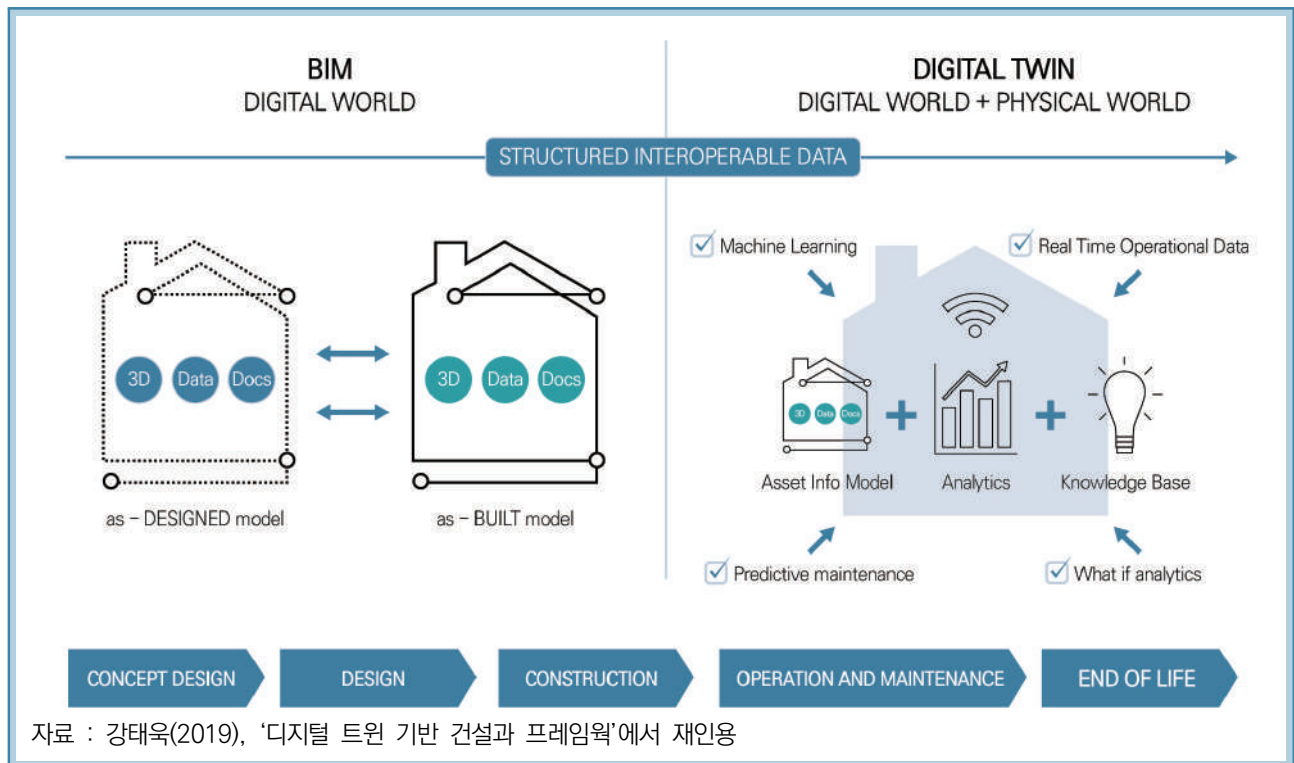 BIM
DIGITAL WORLD
DIGITAL TWIN
DIGITAL WORLD + PHYSICAL WORLD
STRUCTURED INTEROPERABLE DATA
3D Data Docs
as – DESIGNED model
3D Data Docs
as – BUILT model
Machine Learning
Real Time Operational Data
3D Data Docs
Asset Info Model
Analytics
Knowledge Base
Predictive maintenance
What if analytics
CONCEPT DESIGN
DESIGN
CONSTRUCTION
OPERATION AND MAINTENANCE
END OF LIFE
자료 : 강태욱(2019), ‘디지털 트윈 기반 건설과 프레임웍’에서 재인용